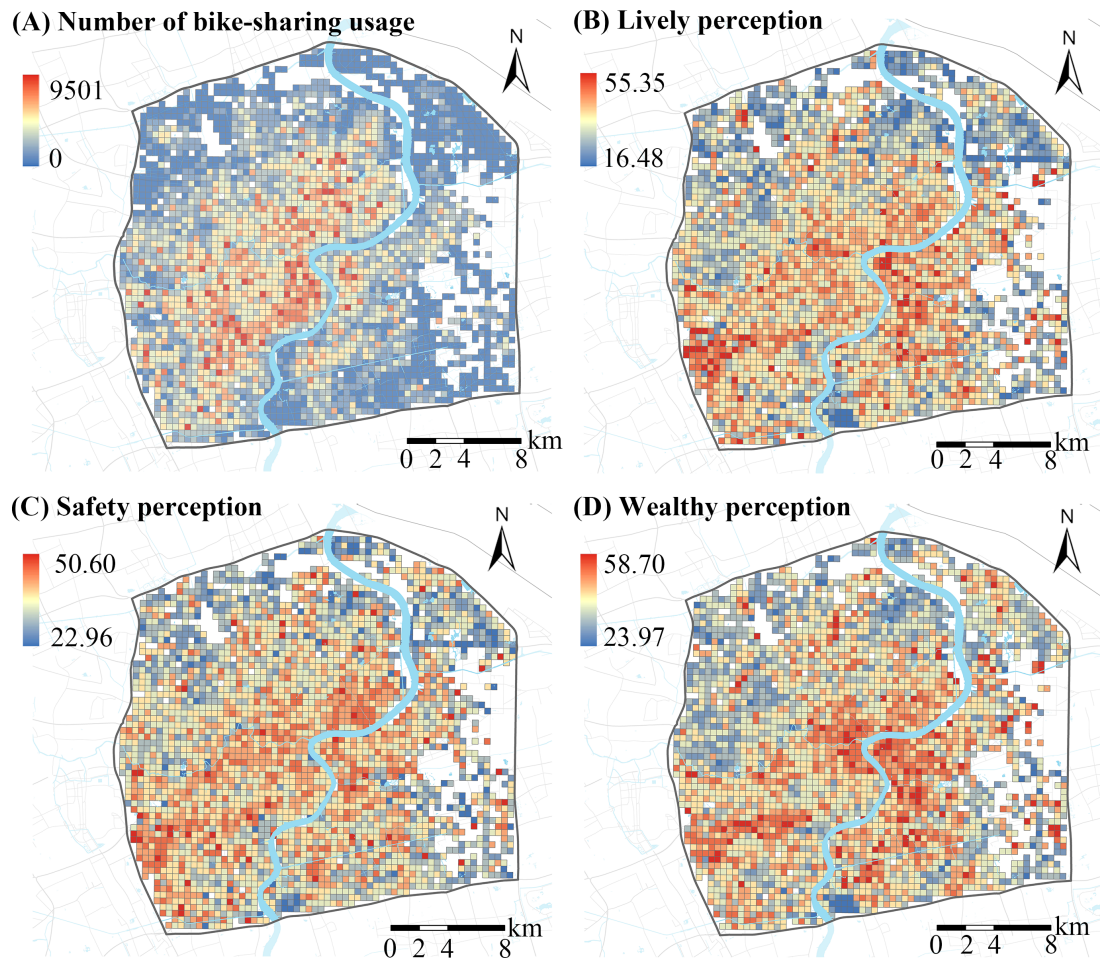 (A) Number of bike-sharing usage
N
9501
0
km
0 2 4 8
(B) Lively perception
N
55.35
16.48
km
0 2 4 8
(C) Safety perception
N
50.60
22.96
km
0 2 4 8
(D) Wealthy perception
N
58.70
23.97
km
0 2 4 8